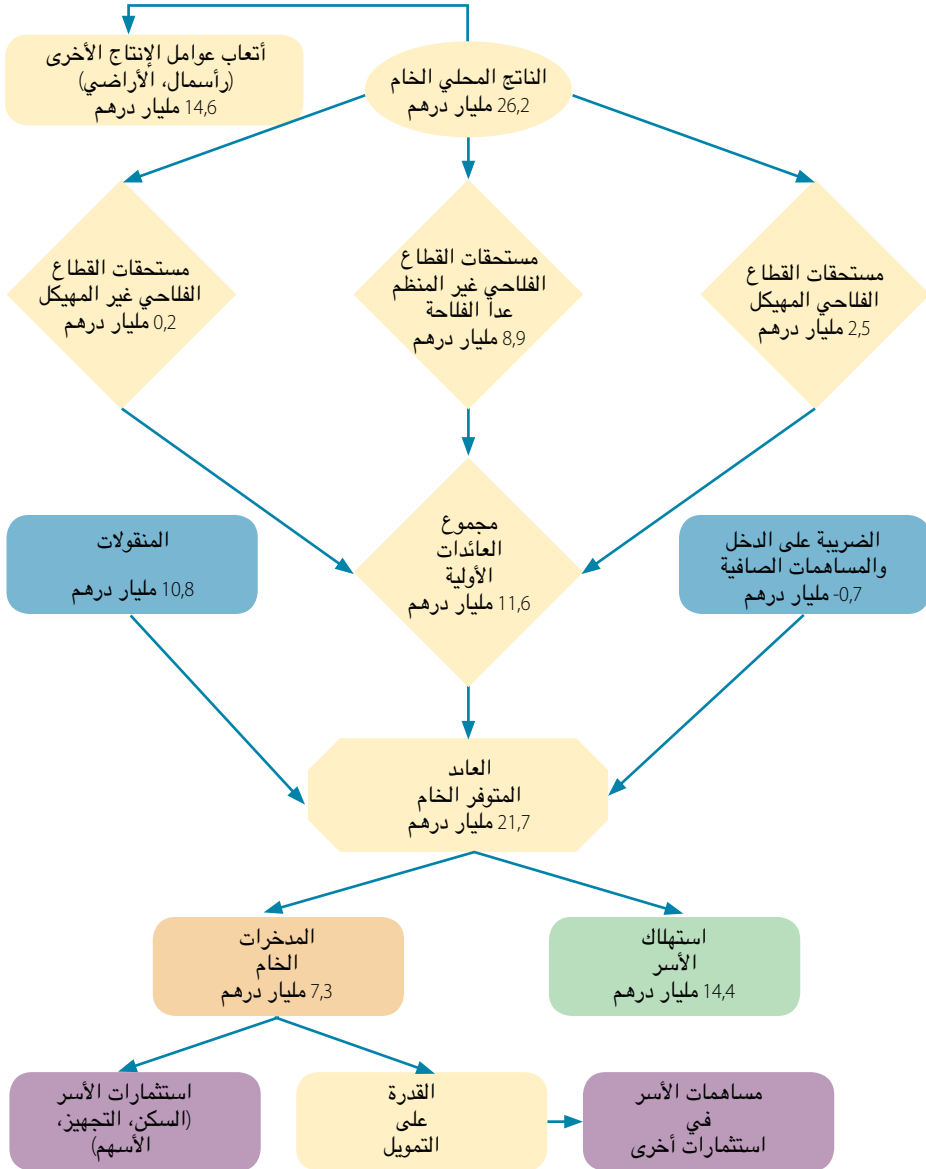 أتعاب عوامل الإنتاج الأخرى
(رأسمال، الأراضي)
14,6 مليار درهم
الناتج المحلي الخام
26,2 مليار درهم
مستحقات القطاع
الفلاحي المهيكل
2,5 مليار درهم
مستحقات القطاع
الفلاحي غير المنظم
عدا الفلاحة
8,9 مليار درهم
مستحقات القطاع
الفلاحي غير المهيكل
0,2 مليار درهم
الضريبة على الدخل
والمساهمات الصافية
-0,7 مليار درهم
مجموع
العائدات
الأولية
11,6 مليار درهم
المنقولات
10,8 مليار درهم
العائد
المتوفر الخام
21,7 مليار درهم
استهلاك
الأسر
14,4 مليار درهم
المدخرات
الخام
7,3 مليار درهم
مساهمات الأسر
في
استثمارات أخرى
القدرة
على
التمويل
استثمارات الأسر
(السكن، التجهيز،
الأسهم)